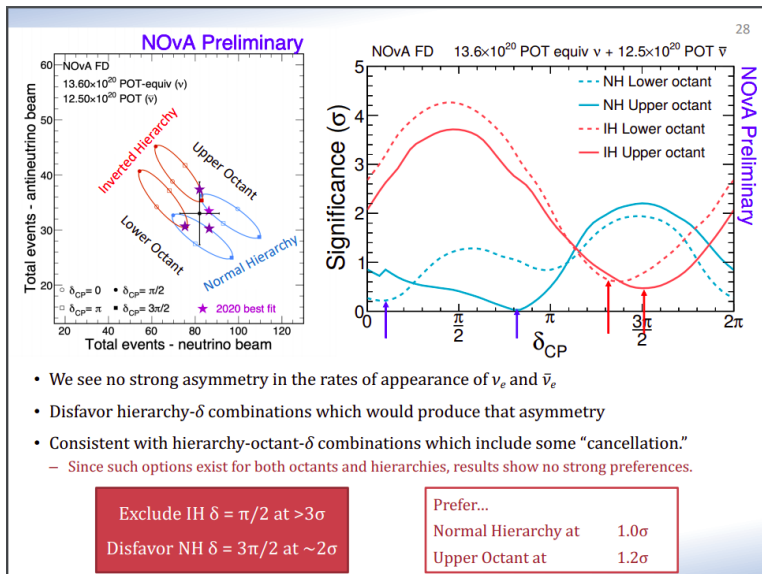 28
NOvA Preliminary
NOvA FD
13.60×10²⁰ POT-equiv (ν)
12.50×10²⁰ POT (ν̄)
60
50
40
30
20
Total events - antineutrino beam
Inverted Hierarchy
Upper Octant
Lower Octant
Normal Hierarchy
○ δCP= 0 ● δCP= π/2
□ δCP= π ■ δCP= 3π/2
★ 2020 best fit
20 40 60 80 100 120
Total events - neutrino beam
NOvA FD 13.6×10²⁰ POT equiv ν + 12.5×10²⁰ POT ν̄
5
4
3
2
1
0
Significance (σ)
NH Lower octant
NH Upper octant
IH Lower octant
IH Upper octant
NOvA Preliminary
0 π/2 π 3π/2 2π
δCP
• We see no strong asymmetry in the rates of appearance of νₑ and ν̄ₑ
• Disfavor hierarchy-δ combinations which would produce that asymmetry
• Consistent with hierarchy-octant-δ combinations which include some “cancellation.”
– Since such options exist for both octants and hierarchies, results show no strong preferences.
Exclude IH δ = π/2 at >3σ
Disfavor NH δ = 3π/2 at ~2σ
Prefer...
Normal Hierarchy at 1.0σ
Upper Octant at 1.2σ